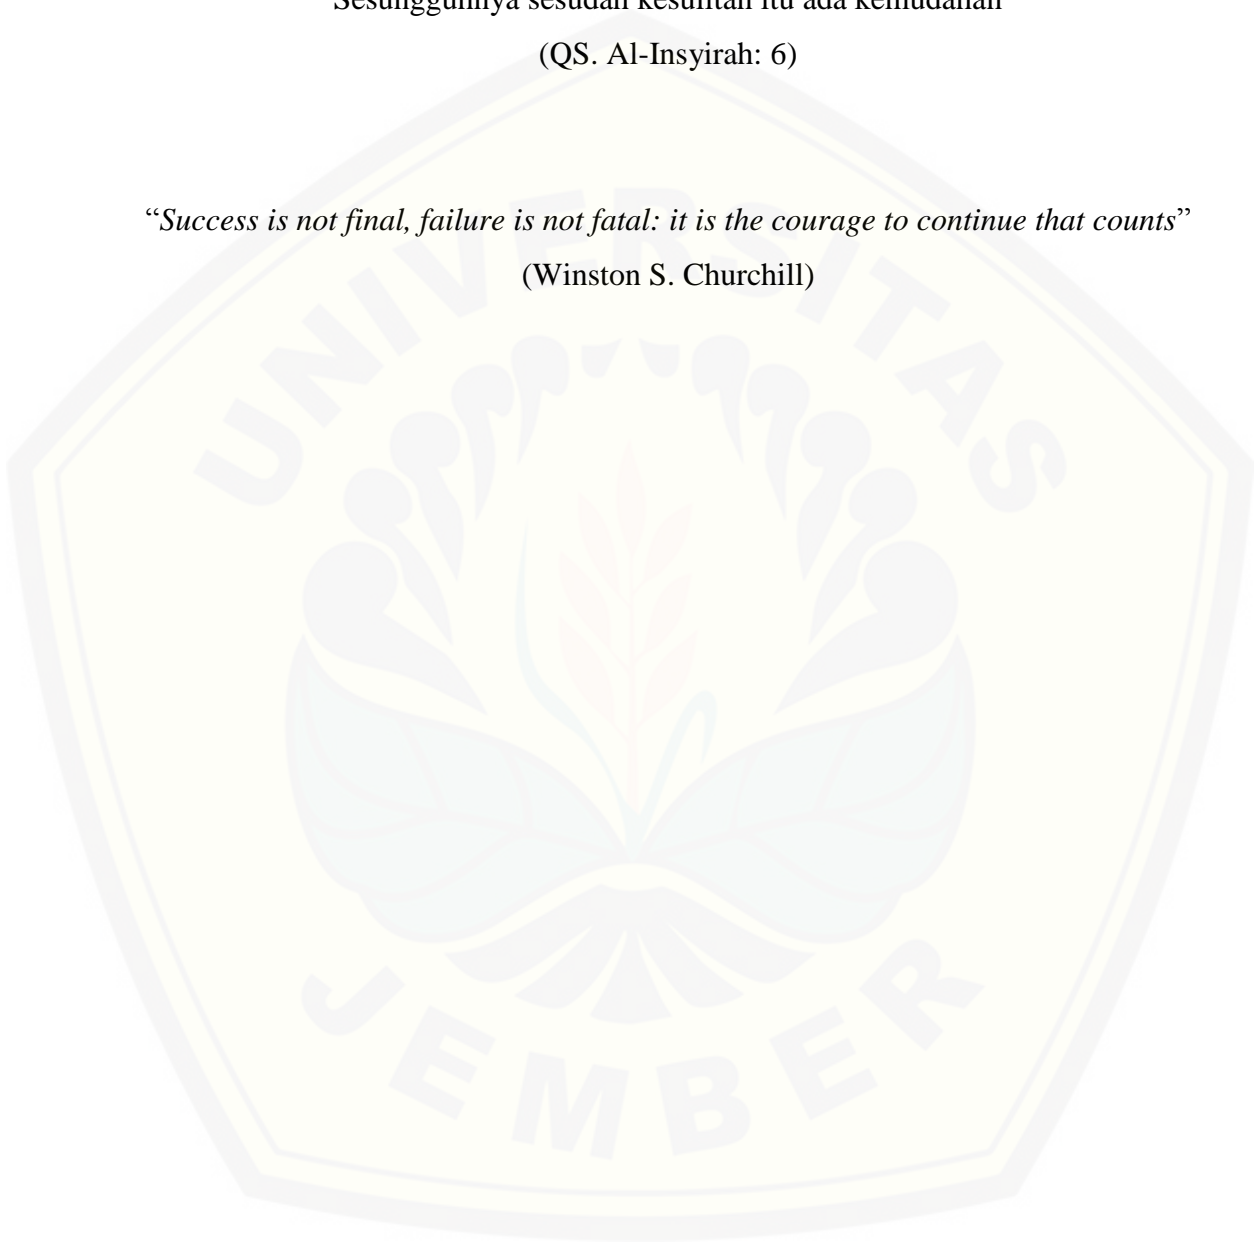 Sesungguhnya sesudah kesulitan itu ada kemudahan
(QS. Al-Insyirah: 6)
“Success is not final, failure is not fatal: it is the courage to continue that counts”
(Winston S. Churchill)
UNIVERSITAS
JEMBER